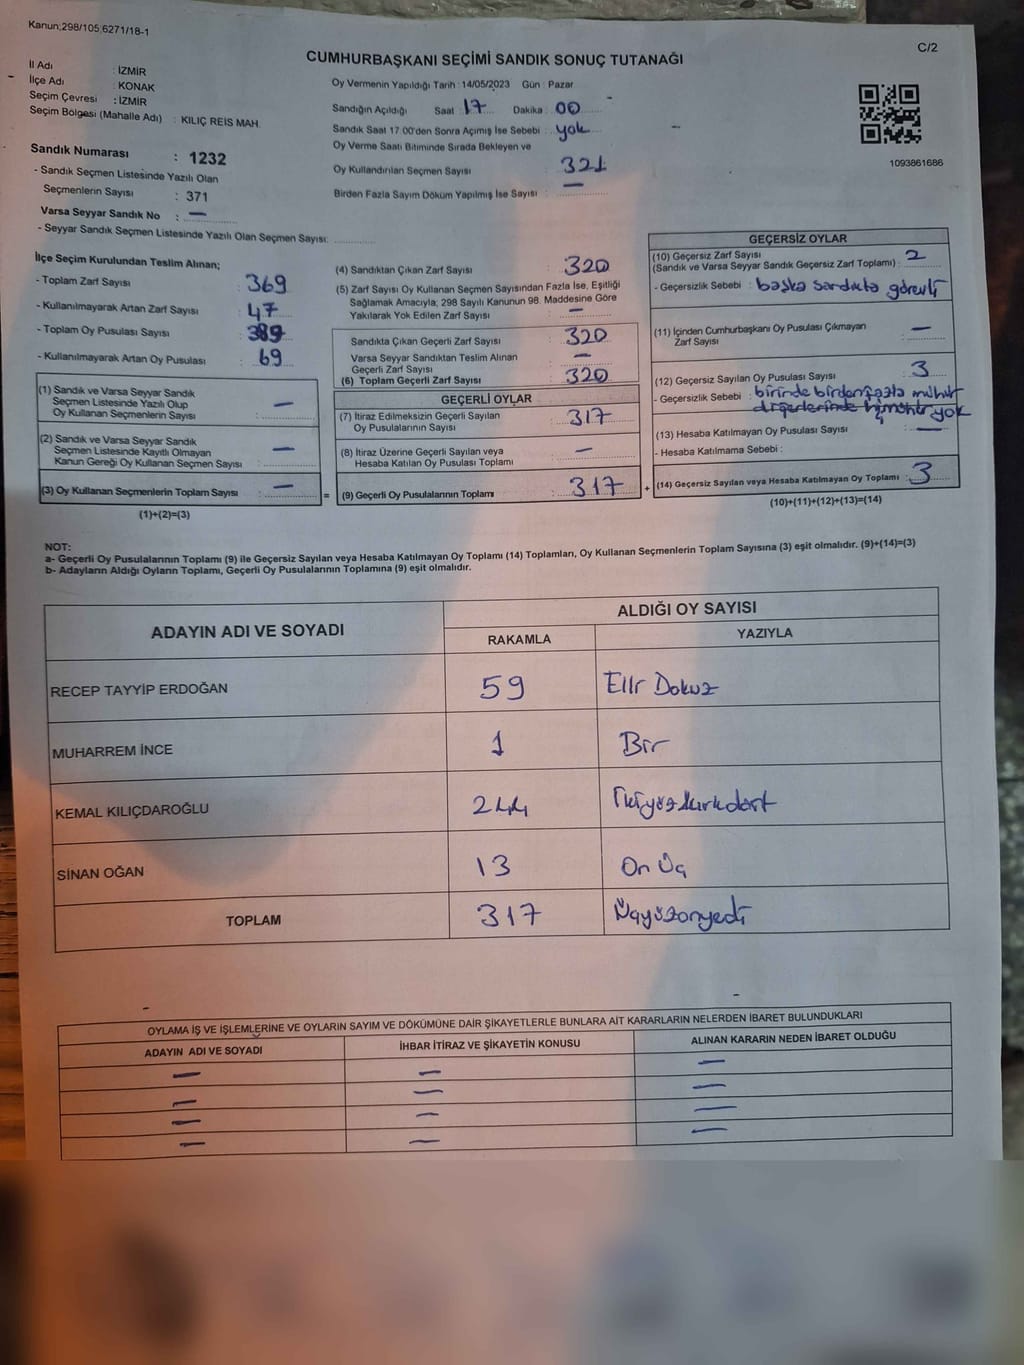 Kanun;298/105,6271/18-1
C/2
CUMHURBAŞKANI SEÇİMİ SANDIK SONUÇ TUTANAĞI
İl Adı : İZMİR
İlçe Adı : KONAK
Seçim Çevresi : İZMİR
Seçim Bölgesi (Mahalle Adı) : KILIÇ REİS MAH.
Sandık Numarası : 1232
- Sandık Seçmen Listesinde Yazılı Olan
Seçmenlerin Sayısı : 371
Varsa Seyyar Sandık No : —
- Seyyar Sandık Seçmen Listesinde Yazılı Olan Seçmen Sayısı:
Oy Vermenin Yapıldığı Tarih : 14/05/2023 Gün : Pazar
Sandığın Açıldığı Saat : 17 Dakika : 00
Sandık Saat 17.00'den Sonra Açımış İse Sebebi : yok
Oy Verme Saati Bitiminde Sırada Bekleyen ve
Oy Kullandırılan Seçmen Sayısı : 321
Birden Fazla Sayım Döküm Yapılmış İse Sayısı : —
1093861686
İlçe Seçim Kurulundan Teslim Alınan;
- Toplam Zarf Sayısı : 369
- Kullanılmayarak Artan Zarf Sayısı : 47
- Toplam Oy Pusulası Sayısı : 389
- Kullanılmayarak Artan Oy Pusulası : 69
(1) Sandık ve Varsa Seyyar Sandık
Seçmen Listesinde Yazılı Olup
Oy Kullanan Seçmenlerin Sayısı : —
(2) Sandık ve Varsa Seyyar Sandık
Seçmen Listesinde Kayıtlı Olmayan
Kanun Gereği Oy Kullanan Seçmen Sayısı : —
(3) Oy Kullanan Seçmenlerin Toplam Sayısı : —
(1)+(2)=(3)
(4) Sandıktan Çıkan Zarf Sayısı : 320
(5) Zarf Sayısı Oy Kullanan Seçmen Sayısından Fazla İse, Eşitliği
Sağlamak Amacıyla; 298 Sayılı Kanunun 98. Maddesine Göre
Yakılarak Yok Edilen Zarf Sayısı : —
Sandıkta Çıkan Geçerli Zarf Sayısı : 320
Varsa Seyyar Sandıktan Teslim Alınan
Geçerli Zarf Sayısı : —
(6) Toplam Geçerli Zarf Sayısı : 320
GEÇERLİ OYLAR
(7) İtiraz Edilmeksizin Geçerli Sayılan
Oy Pusulalarının Sayısı : 317
(8) İtiraz Üzerine Geçerli Sayılan veya
Hesaba Katılan Oy Pusulası Toplamı : —
= (9) Geçerli Oy Pusulalarının Toplamı : 317
GEÇERSİZ OYLAR
(10) Geçersiz Zarf Sayısı
(Sandık ve Varsa Seyyar Sandık Geçersiz Zarf Toplamı) : 2
- Geçersizlik Sebebi : başka sandıkta görevli
(11) İçinden Cumhurbaşkanı Oy Pusulası Çıkmayan
Zarf Sayısı : —
(12) Geçersiz Sayılan Oy Pusulası Sayısı : 3
- Geçersizlik Sebebi : birinde birden fazla mühür
diğerlerinde yok
(13) Hesaba Katılmayan Oy Pusulası Sayısı : —
- Hesaba Katılmama Sebebi :
+ (14) Geçersiz Sayılan veya Hesaba Katılmayan Oy Toplamı : 3
(10)+(11)+(12)+(13)=(14)
NOT:
a- Geçerli Oy Pusulalarının Toplamı (9) ile Geçersiz Sayılan veya Hesaba Katılmayan Oy Toplamı (14) Toplamları, Oy Kullanan Seçmenlerin Toplam Sayısına (3) eşit olmalıdır. (9)+(14)=(3)
b- Adayların Aldığı Oyların Toplamı, Geçerli Oy Pusulalarının Toplamına (9) eşit olmalıdır.
ADAYIN ADI VE SOYADI ALDIĞI OY SAYISI
RAKAMLA YAZIYLA
RECEP TAYYİP ERDOĞAN 59 Elli Dokuz
MUHARREM İNCE 1 Bir
KEMAL KILIÇDAROĞLU 244 İkiyüzkırkdört
SİNAN OĞAN 13 On Üç
TOPLAM 317 Üçyüzonyedi
OYLAMA İŞ VE İŞLEMLERİNE VE OYLARIN SAYIM VE DÖKÜMÜNE DAİR ŞİKAYETLERLE BUNLARA AİT KARARLARIN NELERDEN İBARET BULUNDUKLARI
ADAYIN ADI VE SOYADI İHBAR İTİRAZ VE ŞİKAYETİN KONUSU ALINAN KARARIN NEDEN İBARET OLDUĞU
— — —
— — —
— — —
— — —